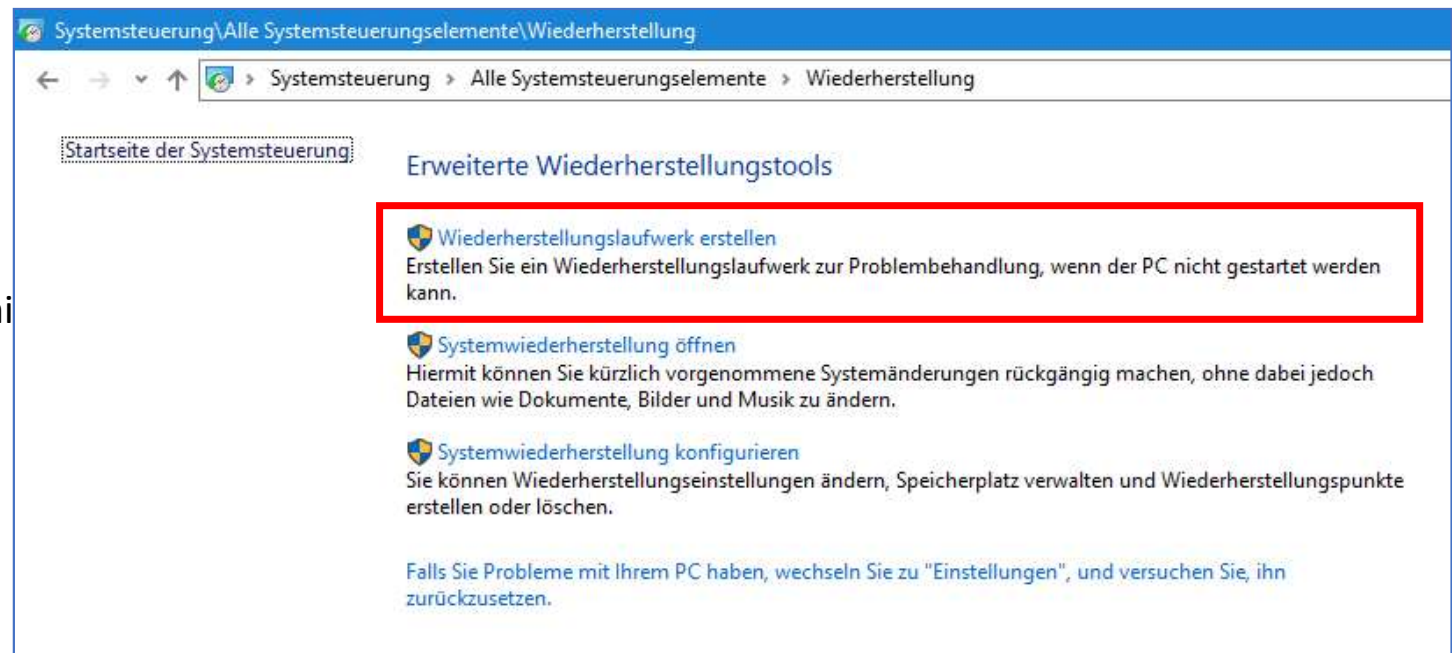 Systemsteuerung\Alle Systemsteuerungselemente\Wiederherstellung
Systemsteuerung > Alle Systemsteuerungselemente > Wiederherstellung
Startseite der Systemsteuerung
Erweiterte Wiederherstellungstools
Wiederherstellungslaufwerk erstellen
Erstellen Sie ein Wiederherstellungslaufwerk zur Problembehandlung, wenn der PC nicht gestartet werden
kann.
Systemwiederherstellung öffnen
Hiermit können Sie kürzlich vorgenommene Systemänderungen rückgängig machen, ohne dabei jedoch
Dateien wie Dokumente, Bilder und Musik zu ändern.
Systemwiederherstellung konfigurieren
Sie können Wiederherstellungseinstellungen ändern, Speicherplatz verwalten und Wiederherstellungspunkte
erstellen oder löschen.
Falls Sie Probleme mit Ihrem PC haben, wechseln Sie zu "Einstellungen", und versuchen Sie, ihn
zurückzusetzen.